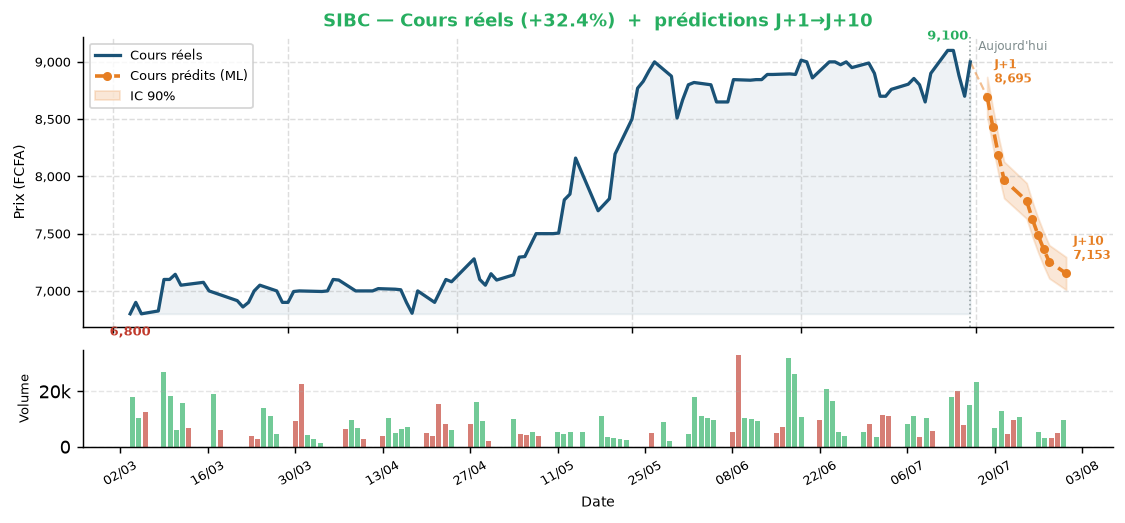 SIBC — Cours réels (+32.4%)  +  prédictions J+1→J+10
Cours réels
Cours prédits (ML)
IC 90%
9,100
Aujourd'hui
J+1
8,695
J+10
7,153
6,800
Prix (FCFA)
9,000
8,500
8,000
7,500
7,000
Volume
20k
0
02/03 16/03 30/03 13/04 27/04 11/05 25/05 08/06 22/06 06/07 20/07 03/08
Date